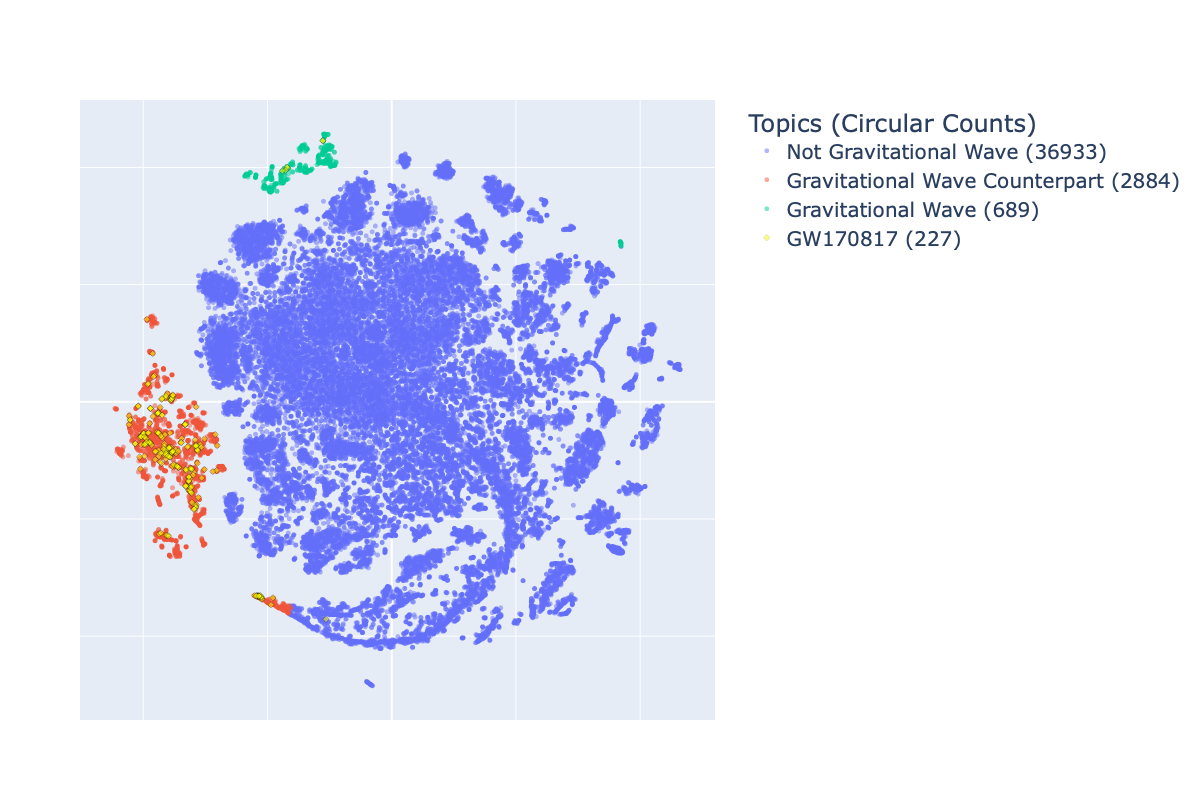 Topics (Circular Counts)
Not Gravitational Wave (36933)
Gravitational Wave Counterpart (2884)
Gravitational Wave (689)
GW170817 (227)